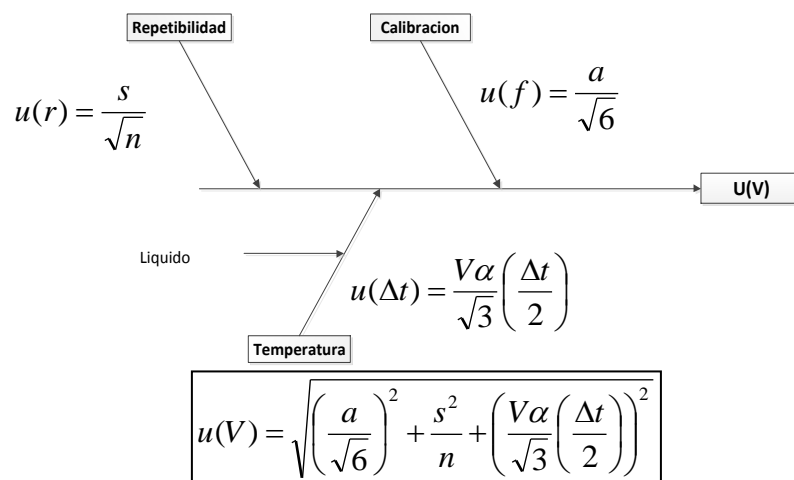 Repetibilidad
Calibracion
u(r) = s/√n
u(f) = a/√6
U(V)
Liquido
u(Δt) = Vα/√3 (Δt/2)
Temperatura
u(V) = √((a/√6)² + s²/n + (Vα/√3 (Δt/2))²)